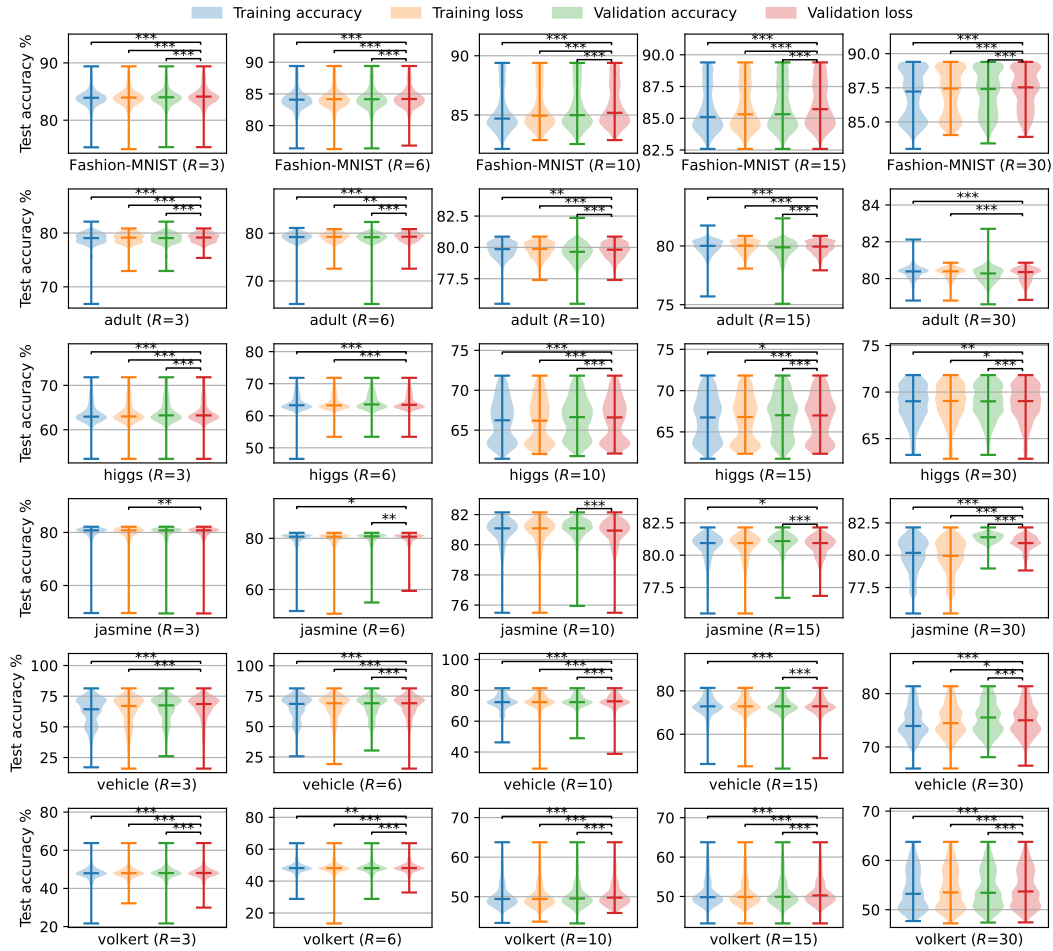 Training accuracy Training loss Validation accuracy Validation loss
Test accuracy %
90
80
*** *** ***
Fashion-MNIST (R=3)
90
85
80
*** *** ***
Fashion-MNIST (R=6)
90
85
*** *** ***
Fashion-MNIST (R=10)
90.0
87.5
85.0
82.5
*** *** ***
Fashion-MNIST (R=15)
90.0
87.5
85.0
*** *** ***
Fashion-MNIST (R=30)
Test accuracy %
80
70
*** *** ***
adult (R=3)
80
70
*** ** ***
adult (R=6)
82.5
80.0
77.5
** *** ***
adult (R=10)
80
75
*** *** ***
adult (R=15)
84
82
80
*** ***
adult (R=30)
Test accuracy %
70
60
*** *** ***
higgs (R=3)
80
70
60
50
*** ***
higgs (R=6)
75
70
65
*** *** ***
higgs (R=10)
75
70
65
* *** ***
higgs (R=15)
75
70
65
** * ***
higgs (R=30)
Test accuracy %
80
60
**
jasmine (R=3)
80
60
* **
jasmine (R=6)
82
80
78
76
***
jasmine (R=10)
82.5
80.0
77.5
* ***
jasmine (R=15)
82.5
80.0
77.5
*** *** ***
jasmine (R=30)
Test accuracy %
100
75
50
25
*** ***
vehicle (R=3)
100
75
50
25
*** *** ***
vehicle (R=6)
100
80
60
40
*** *** ***
vehicle (R=10)
80
60
*** ***
vehicle (R=15)
80
70
*** * ***
vehicle (R=30)
Test accuracy %
80
60
40
20
*** *** ***
volkert (R=3)
80
60
40
20
** *** ***
volkert (R=6)
70
60
50
*** *** ***
volkert (R=10)
70
60
50
*** *** ***
volkert (R=15)
70
60
50
*** *** ***
volkert (R=30)